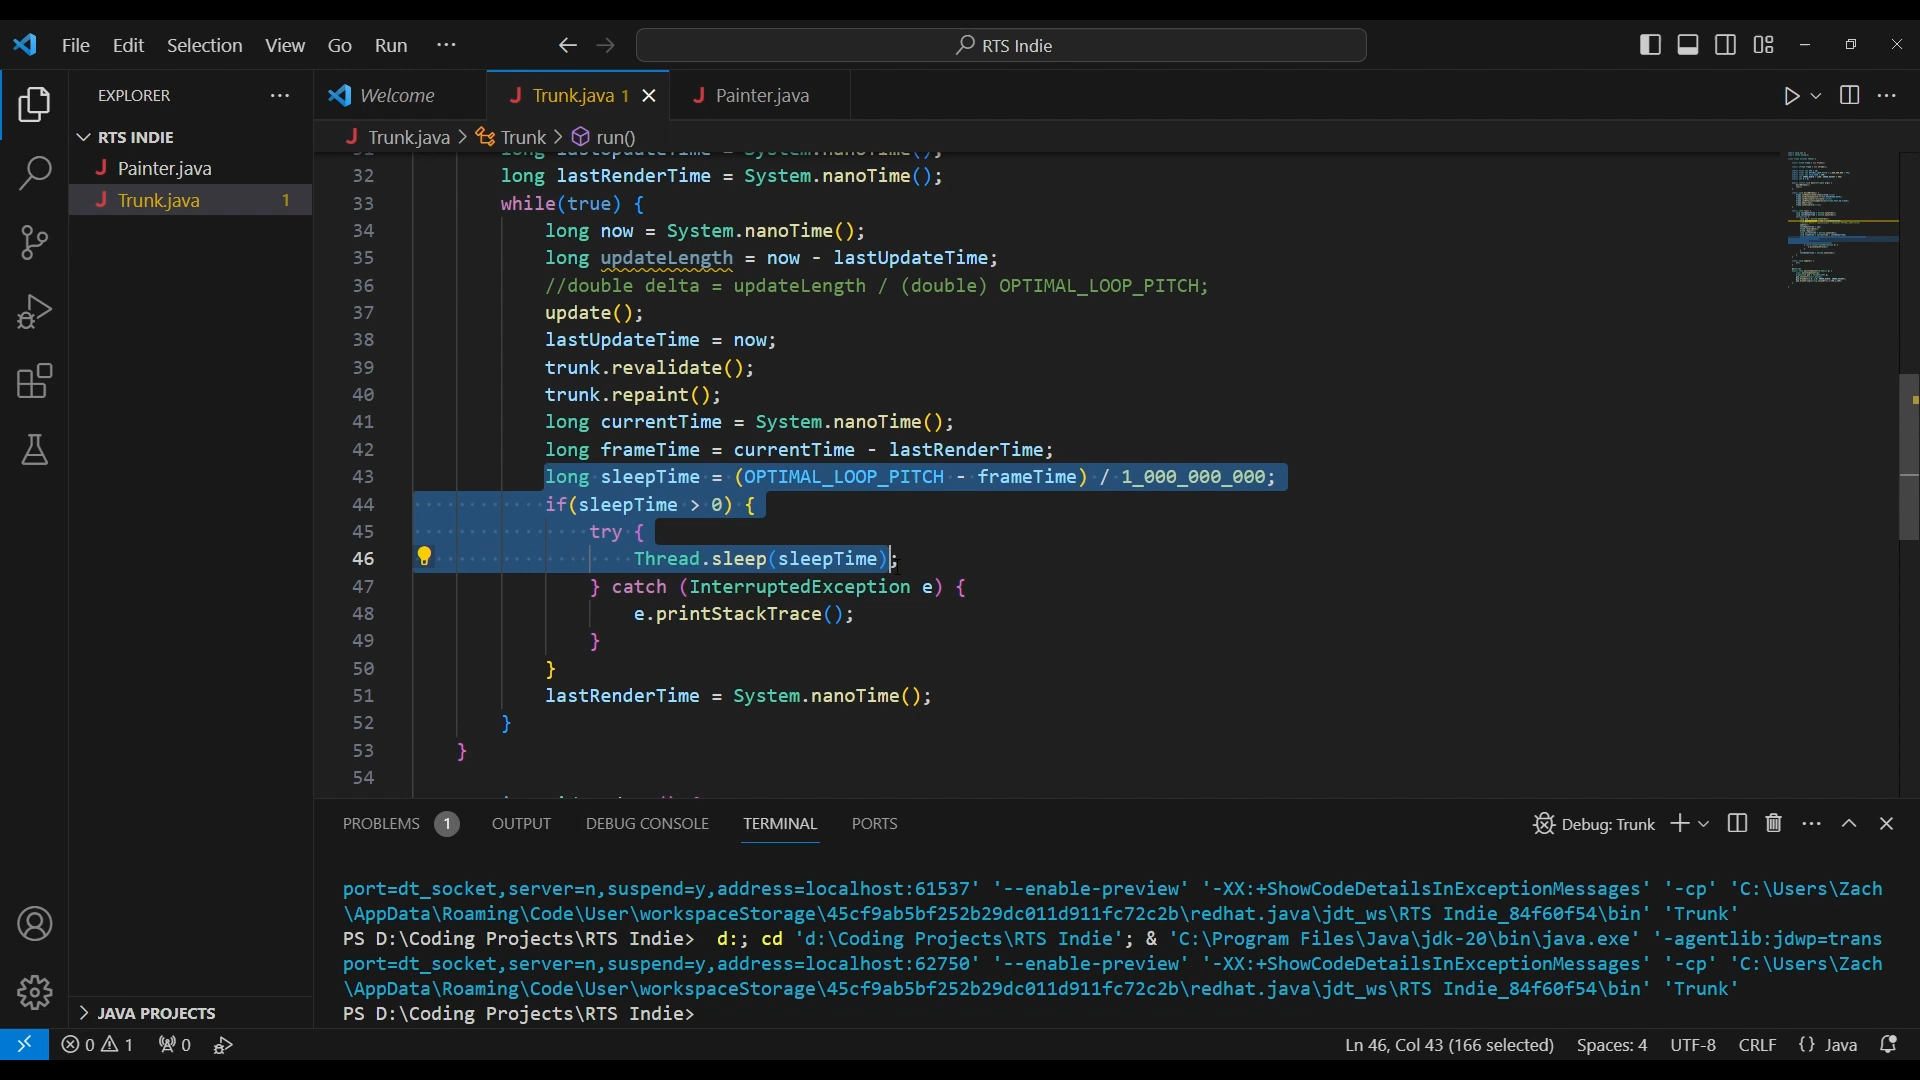 File Edit Selection View Go Run ··· RTS Indie
EXPLORER ···
RTS INDIE
J Painter.java
J Trunk.java 1
JAVA PROJECTS
Welcome J Trunk.java 1 J Painter.java
J Trunk.java > Trunk > run()
32 long lastRenderTime = System.nanoTime();
33 while(true) {
34 long now = System.nanoTime();
35 long updateLength = now - lastUpdateTime;
36 //double delta = updateLength / (double) OPTIMAL_LOOP_PITCH;
37 update();
38 lastUpdateTime = now;
39 trunk.revalidate();
40 trunk.repaint();
41 long currentTime = System.nanoTime();
42 long frameTime = currentTime - lastRenderTime;
43 long sleepTime = (OPTIMAL_LOOP_PITCH - frameTime) / 1_000_000_000;
44 if(sleepTime > 0) {
45 try {
46 Thread.sleep(sleepTime);
47 } catch (InterruptedException e) {
48 e.printStackTrace();
49 }
50 }
51 lastRenderTime = System.nanoTime();
52 }
53 }
54
PROBLEMS 1 OUTPUT DEBUG CONSOLE TERMINAL PORTS Debug: Trunk
port=dt_socket,server=n,suspend=y,address=localhost:61537' '--enable-preview' '-XX:+ShowCodeDetailsInExceptionMessages' '-cp' 'C:\Users\Zach
\AppData\Roaming\Code\User\workspaceStorage\45cf9ab5bf252b29dc011d911fc72c2b\redhat.java\jdt_ws\RTS Indie_84f60f54\bin' 'Trunk'
PS D:\Coding Projects\RTS Indie> d:; cd 'd:\Coding Projects\RTS Indie'; & 'C:\Program Files\Java\jdk-20\bin\java.exe' '-agentlib:jdwp=trans
port=dt_socket,server=n,suspend=y,address=localhost:62750' '--enable-preview' '-XX:+ShowCodeDetailsInExceptionMessages' '-cp' 'C:\Users\Zach
\AppData\Roaming\Code\User\workspaceStorage\45cf9ab5bf252b29dc011d911fc72c2b\redhat.java\jdt_ws\RTS Indie_84f60f54\bin' 'Trunk'
PS D:\Coding Projects\RTS Indie>
0 1 0 Ln 46, Col 43 (166 selected) Spaces: 4 UTF-8 CRLF {} Java